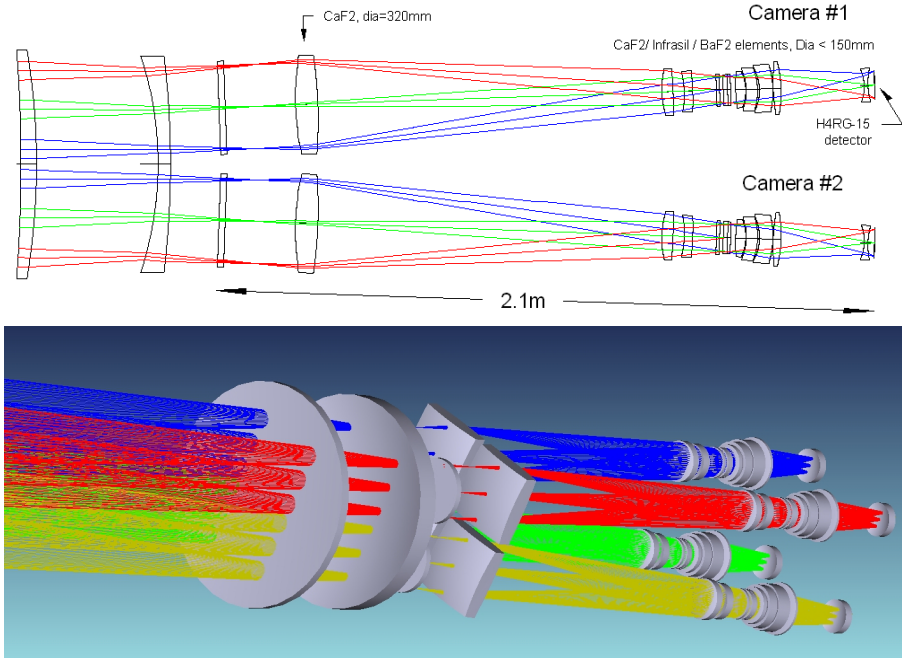 CaF2, dia=320mm
Camera #1
CaF2/ Infrasil / BaF2 elements, Dia < 150mm
H4RG-15
detector
Camera #2
2.1m